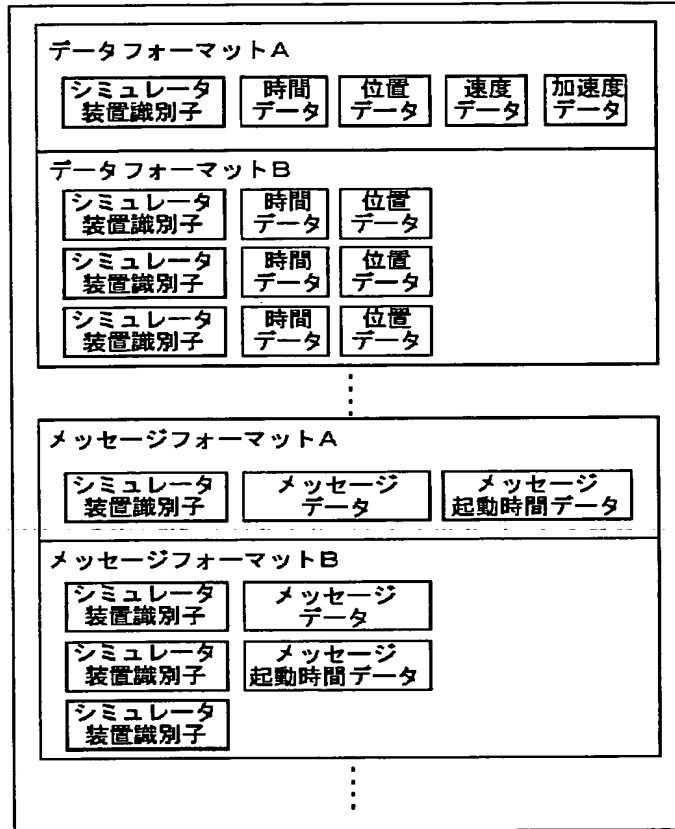 データフォーマットA
シミュレータ 時間 位置 速度 加速度
装置識別子 データ データ データ データ
データフォーマットB
シミュレータ 時間 位置
装置識別子 データ データ
シミュレータ 時間 位置
装置識別子 データ データ
シミュレータ 時間 位置
装置識別子 データ データ
メッセージフォーマットA
シミュレータ メッセージ メッセージ
装置識別子 データ 起動時間データ
メッセージフォーマットB
シミュレータ メッセージ
装置識別子 データ
シミュレータ メッセージ
装置識別子 起動時間データ
シミュレータ
装置識別子